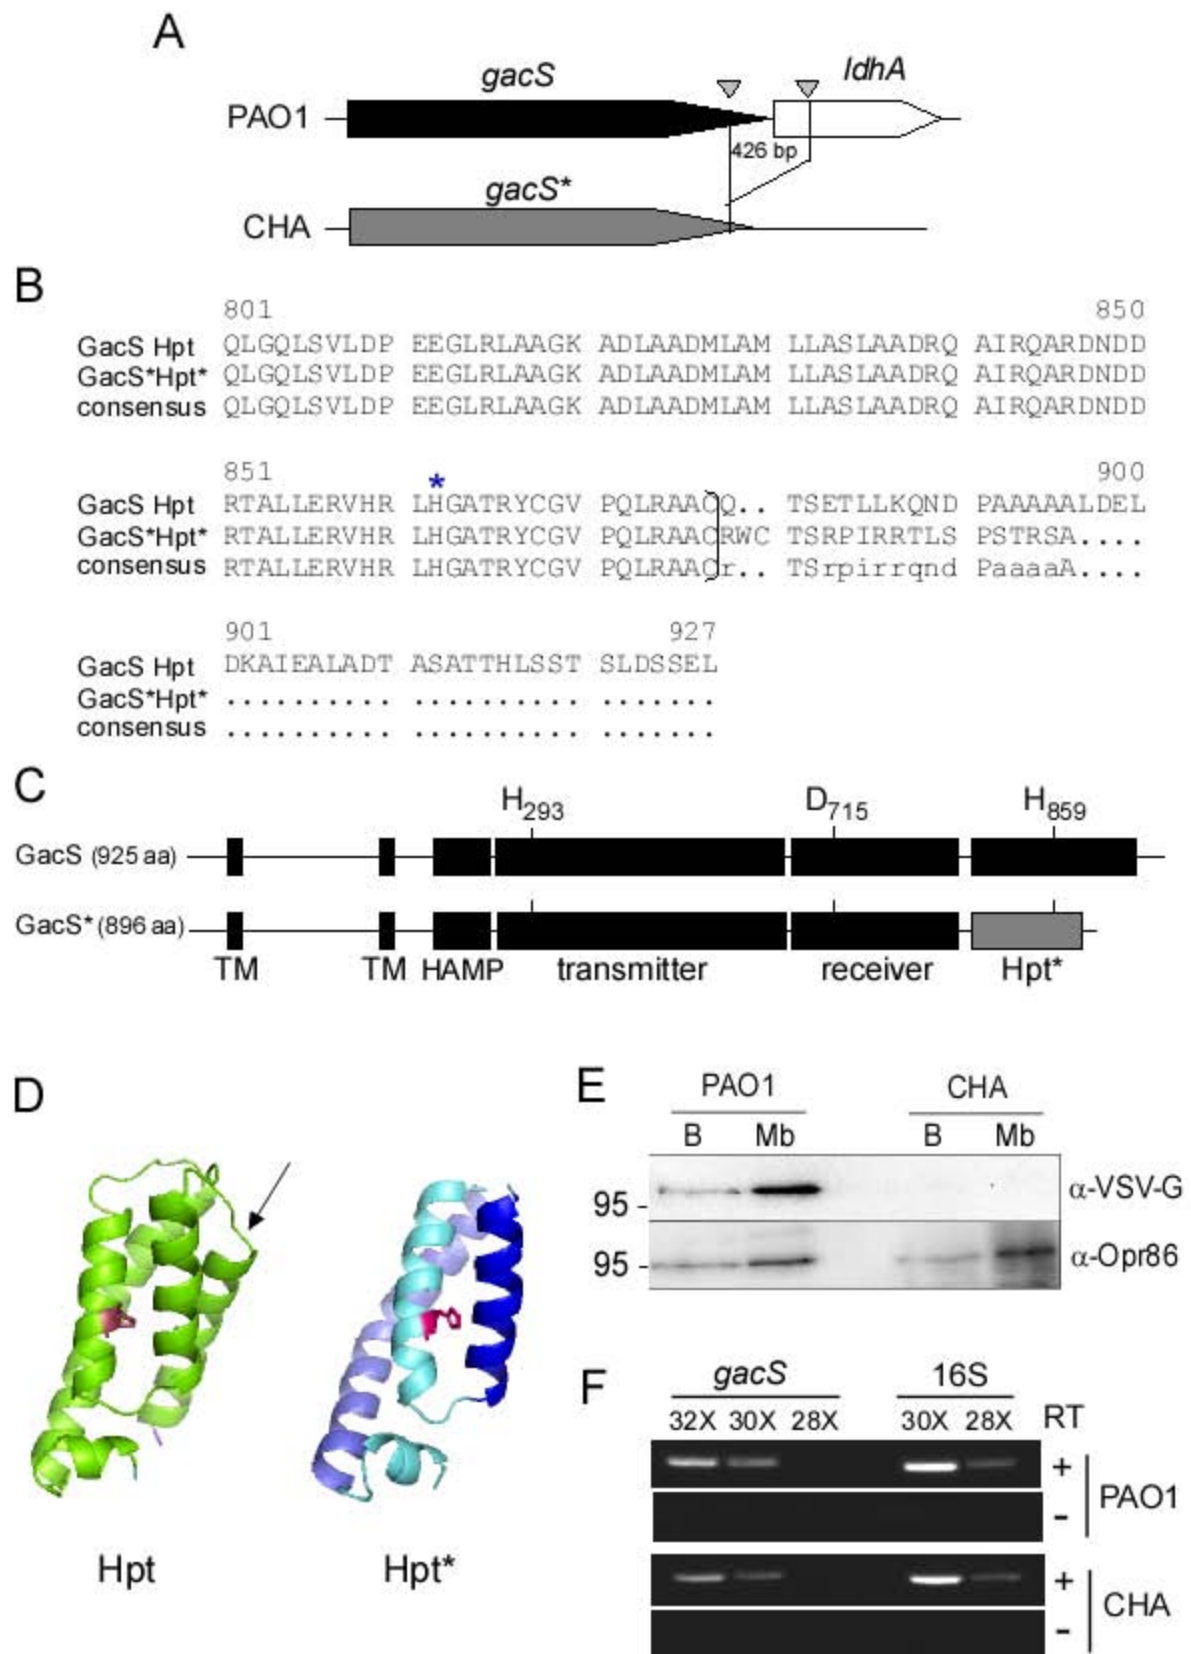 A
gacS
ldhA
PAO1
426 bp
gacS*
CHA
B
801 850
GacS Hpt QLGQLSVLDP EEGLRLAAGK ADLAADMLAM LLASLAADRQ AIRQARDNDD
GacS*Hpt* QLGQLSVLDP EEGLRLAAGK ADLAADMLAM LLASLAADRQ AIRQARDNDD
consensus QLGQLSVLDP EEGLRLAAGK ADLAADMLAM LLASLAADRQ AIRQARDNDD
851 * 900
GacS Hpt RTALLERVHR LHGATRYCGV PQLRAACQ.. TSETLLKQND PAAAAALDEL
GacS*Hpt* RTALLERVHR LHGATRYCGV PQLRAACRWC TSRPIRRTLS PSTRSA....
consensus RTALLERVHR LHGATRYCGV PQLRAACr.. TSrpirrqnd PaaaaA....
901 927
GacS Hpt DKAIEALADT ASATTHLSST SLDSSEL
GacS*Hpt* .......... .......... .......
consensus .......... .......... .......
C
H293 D715 H859
GacS (925 aa)
GacS* (896 aa)
TM TM HAMP transmitter receiver Hpt*
D
Hpt Hpt*
E
PAO1 CHA
B Mb B Mb
95 - α-VSV-G
95 - α-Opr86
F
gacS 16S
32X 30X 28X 30X 28X RT
+
PAO1
-
+
CHA
-